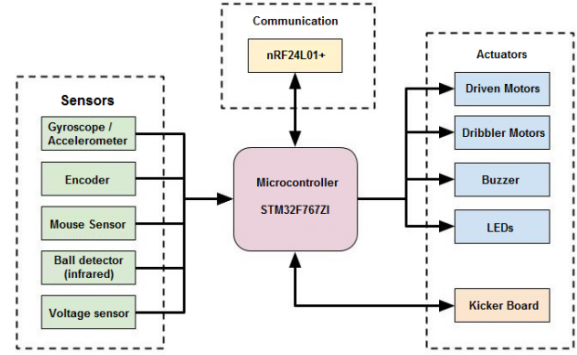 Communication
nRF24L01+
Sensors
Gyroscope /
Accelerometer
Encoder
Mouse Sensor
Ball detector
(infrared)
Voltage sensor
Microcontroller
STM32F767ZI
Actuators
Driven Motors
Dribbler Motors
Buzzer
LEDs
Kicker Board